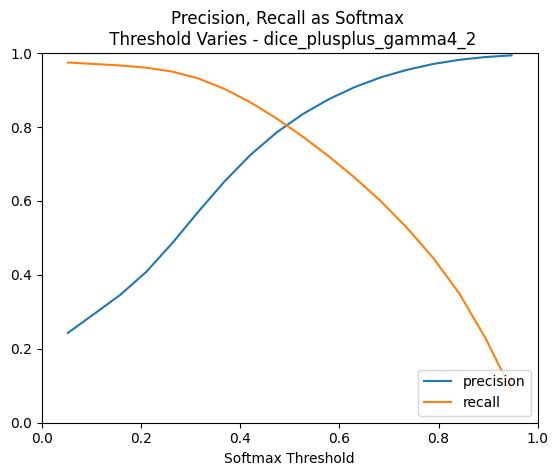 Precision, Recall as Softmax
Threshold Varies - dice_plusplus_gamma4_2
1.0
0.8
0.6
0.4
0.2
0.0
0.0 0.2 0.4 0.6 0.8 1.0
precision
recall
Softmax Threshold